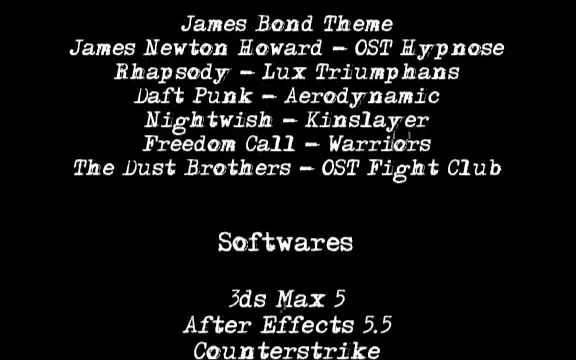 James Bond Theme
James Newton Howard – OST Hypnose
Rhapsody – Lux Triumphans
Daft Punk – Aerodynamic
Nightwish – Kinslayer
Freedom Call – Warriors
The Dust Brothers – OST Fight Club
Softwares
3ds Max 5
After Effects 5.5
Counterstrike